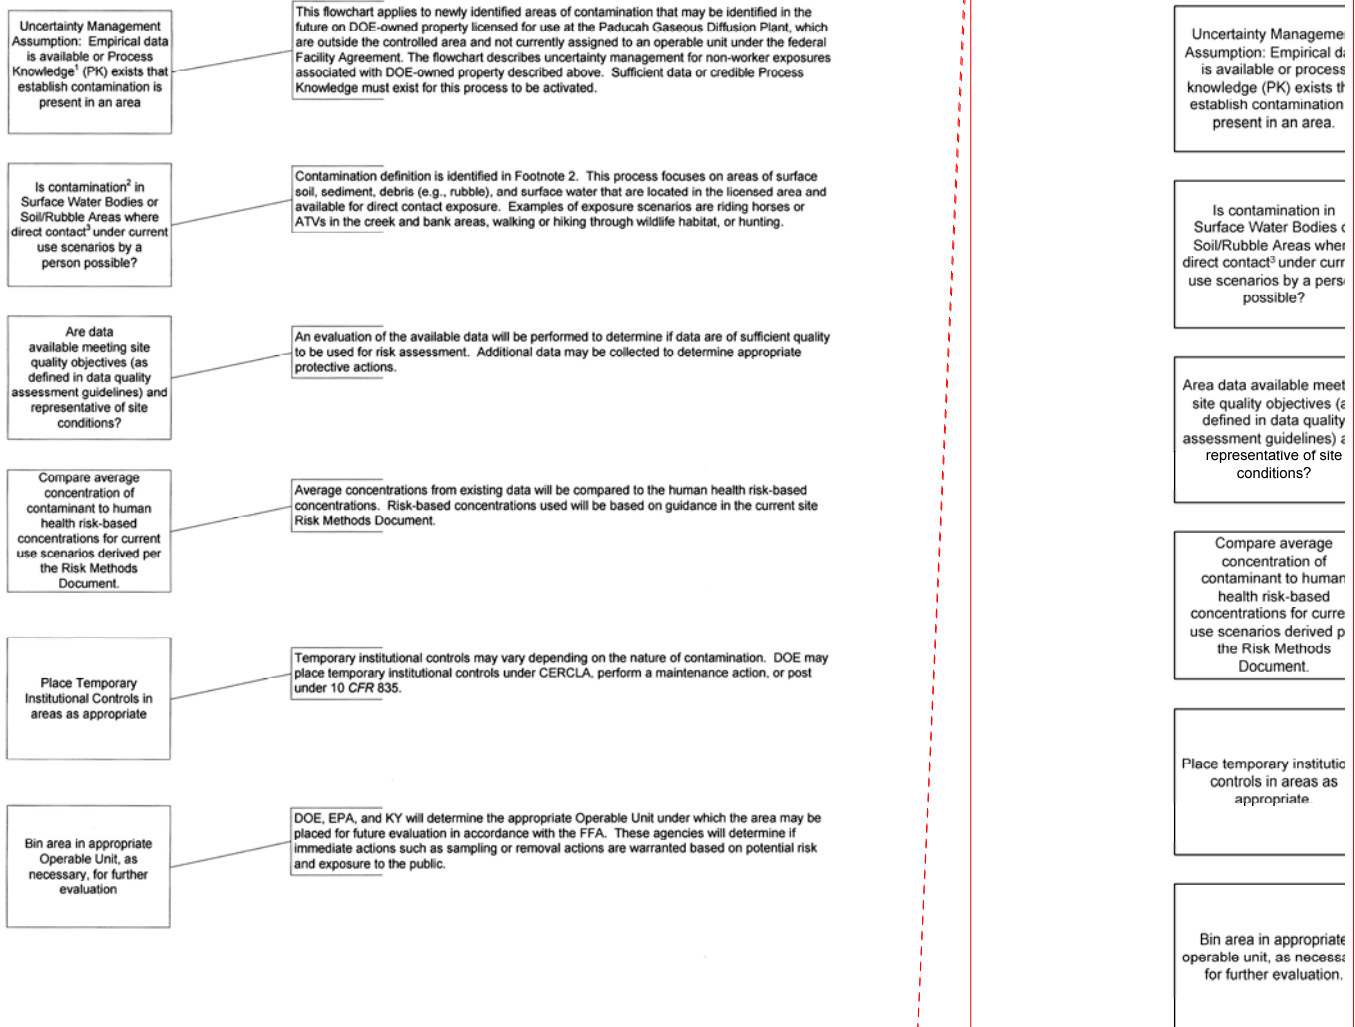 Uncertainty Management
Assumption: Empirical data
is available or Process
Knowledge¹ (PK) exists that
establish contamination is
present in an area
This flowchart applies to newly identified areas of contamination that may be identified in the
future on DOE-owned property licensed for use at the Paducah Gaseous Diffusion Plant, which
are outside the controlled area and not currently assigned to an operable unit under the federal
Facility Agreement. The flowchart describes uncertainty management for non-worker exposures
associated with DOE-owned property described above. Sufficient data or credible Process
Knowledge must exist for this process to be activated.
Is contamination² in
Surface Water Bodies or
Soil/Rubble Areas where
direct contact³ under current
use scenarios by a
person possible?
Contamination definition is identified in Footnote 2. This process focuses on areas of surface
soil, sediment, debris (e.g., rubble), and surface water that are located in the licensed area and
available for direct contact exposure. Examples of exposure scenarios are riding horses or
ATVs in the creek and bank areas, walking or hiking through wildlife habitat, or hunting.
Are data
available meeting site
quality objectives (as
defined in data quality
assessment guidelines) and
representative of site
conditions?
An evaluation of the available data will be performed to determine if data are of sufficient quality
to be used for risk assessment. Additional data may be collected to determine appropriate
protective actions.
Compare average
concentration of
contaminant to human
health risk-based
concentrations for current
use scenarios derived per
the Risk Methods
Document.
Average concentrations from existing data will be compared to the human health risk-based
concentrations. Risk-based concentrations used will be based on guidance in the current site
Risk Methods Document.
Place Temporary
Institutional Controls in
areas as appropriate
Temporary institutional controls may vary depending on the nature of contamination. DOE may
place temporary institutional controls under CERCLA, perform a maintenance action, or post
under 10 CFR 835.
Bin area in appropriate
Operable Unit, as
necessary, for further
evaluation
DOE, EPA, and KY will determine the appropriate Operable Unit under which the area may be
placed for future evaluation in accordance with the FFA. These agencies will determine if
immediate actions such as sampling or removal actions are warranted based on potential risk
and exposure to the public.
Uncertainty Manageme
Assumption: Empirical da
is available or process
knowledge (PK) exists th
establish contamination
present in an area.
Is contamination in
Surface Water Bodies o
Soil/Rubble Areas wher
direct contact³ under curr
use scenarios by a pers
possible?
Area data available meet
site quality objectives (a
defined in data quality
assessment guidelines) a
representative of site
conditions?
Compare average
concentration of
contaminant to human
health risk-based
concentrations for curre
use scenarios derived p
the Risk Methods
Document.
Place temporary institutio
controls in areas as
appropriate.
Bin area in appropriate
operable unit, as necessa
for further evaluation.